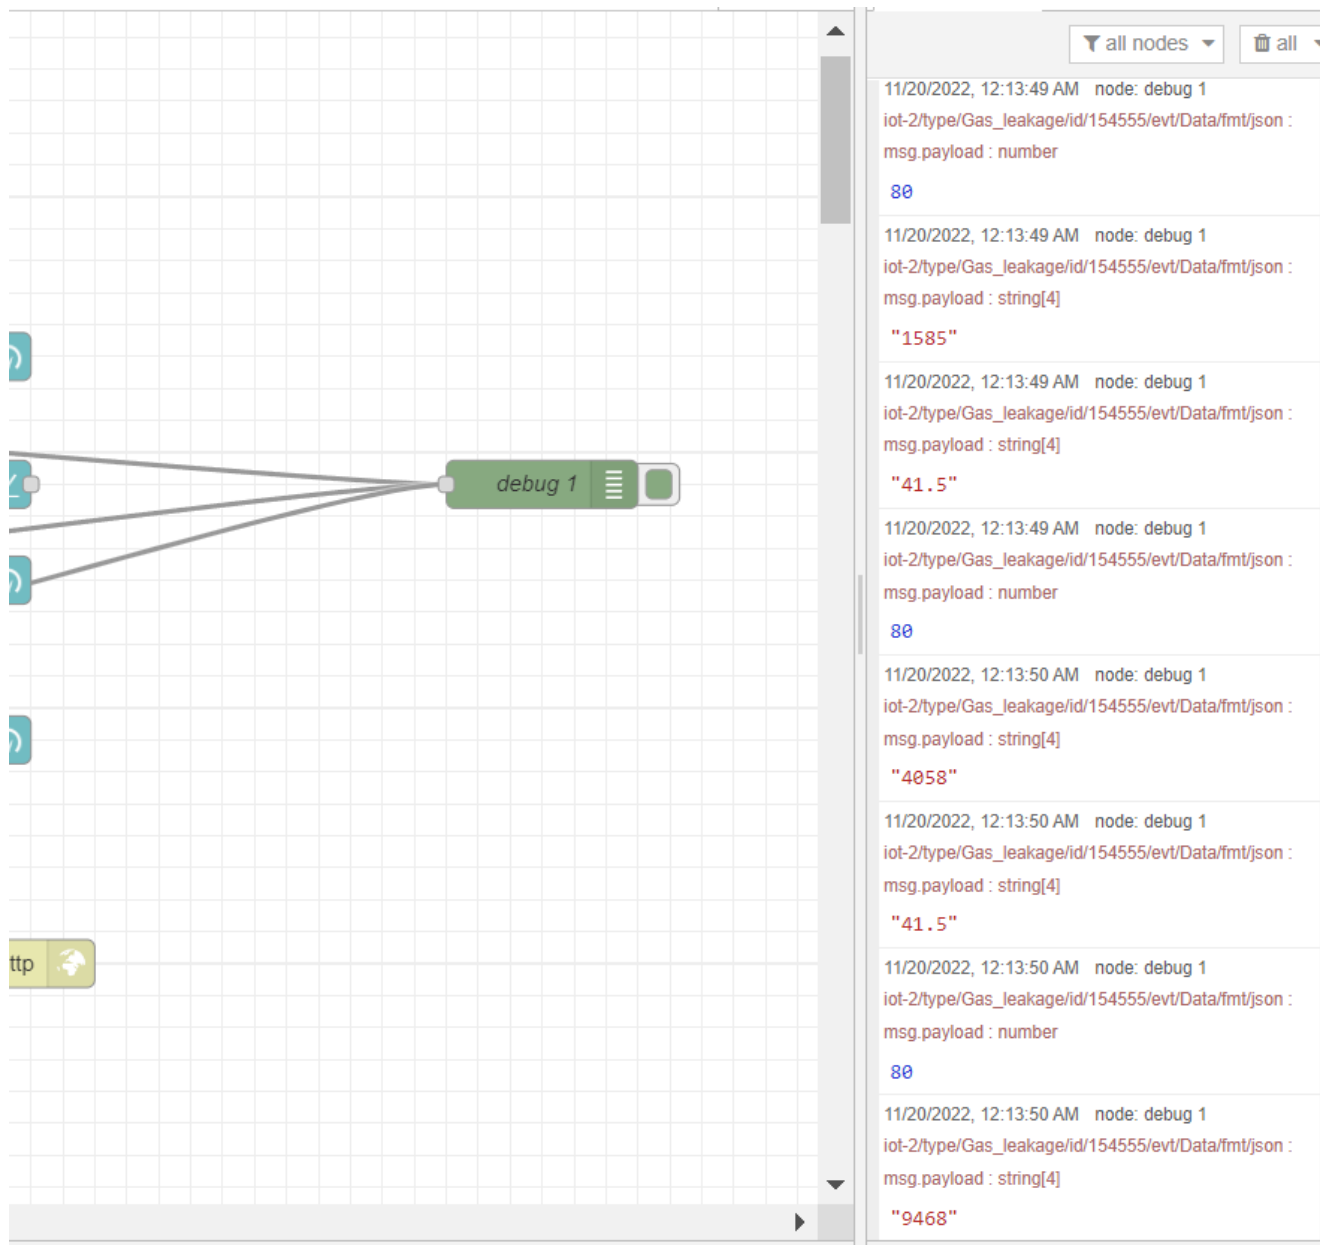 all nodes
all
11/20/2022, 12:13:49 AM node: debug 1
iot-2/type/Gas_leakage/id/154555/evt/Data/fmt/json :
msg.payload : number
80
11/20/2022, 12:13:49 AM node: debug 1
iot-2/type/Gas_leakage/id/154555/evt/Data/fmt/json :
msg.payload : string[4]
"1585"
11/20/2022, 12:13:49 AM node: debug 1
iot-2/type/Gas_leakage/id/154555/evt/Data/fmt/json :
msg.payload : string[4]
"41.5"
11/20/2022, 12:13:49 AM node: debug 1
iot-2/type/Gas_leakage/id/154555/evt/Data/fmt/json :
msg.payload : number
80
11/20/2022, 12:13:50 AM node: debug 1
iot-2/type/Gas_leakage/id/154555/evt/Data/fmt/json :
msg.payload : string[4]
"4058"
11/20/2022, 12:13:50 AM node: debug 1
iot-2/type/Gas_leakage/id/154555/evt/Data/fmt/json :
msg.payload : string[4]
"41.5"
11/20/2022, 12:13:50 AM node: debug 1
iot-2/type/Gas_leakage/id/154555/evt/Data/fmt/json :
msg.payload : number
80
11/20/2022, 12:13:50 AM node: debug 1
iot-2/type/Gas_leakage/id/154555/evt/Data/fmt/json :
msg.payload : string[4]
"9468"
debug 1
ttp